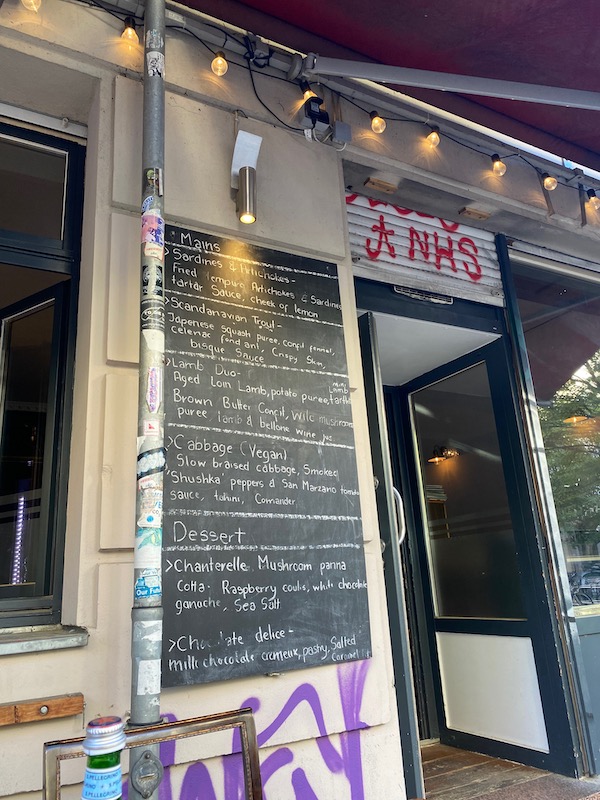 Mains
>Sardines & Artichokes-
Fried Tempura Artichokes & Sardines
tartar Sauce, cheek of lemon
>Scandanavian Trout-
Japenese squash puree, confit fennel,
celeriac fondant, Crispy Skin,
bisque Sauce
>Lamb Duo-
Aged Loin Lamb, potato puree, mini Lamb
Brown Butter Confit, wild mushroom
puree, lamb & bellone wine jus
>Cabbage (Vegan)
Slow braised cabbage, Smoked
"Shushka" peppers & San Marzano tomato
sauce, tahini, Coriander
Dessert
>Chanterelle Mushroom panna
Cotta- Raspberry coulis, white chocolate
ganache, Sea Salt
>Chocolate delice-
milk chocolate cremeux, pastry, Salted
Caramel
NHS
S.PELLEGRINO